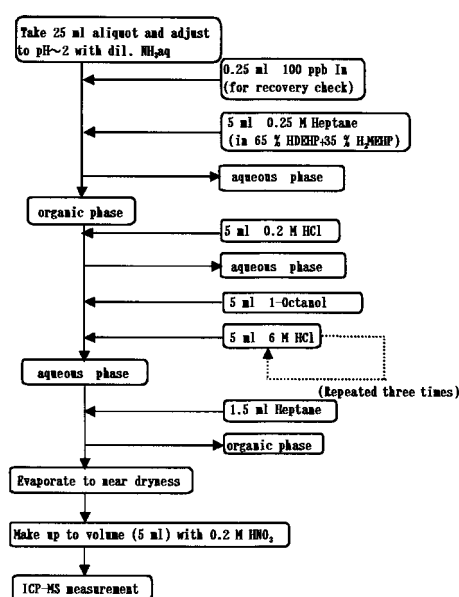 Take 25 ml aliquot and adjust
to pH~2 with dil. NH₃aq
0.25 ml 100 ppb In
(for recovery check)
5 ml 0.25 M Heptane
(in 65 % HDEHP+35 % H₂MEHP)
aqueous phase
organic phase
5 ml 0.2 M HCl
aqueous phase
5 ml 1-Octanol
5 ml 6 M HCl
aqueous phase
(Repeated three times)
1.5 ml Heptane
organic phase
Evaporate to near dryness
Make up to volume (5 ml) with 0.2 M HNO₃
ICP-MS measurement